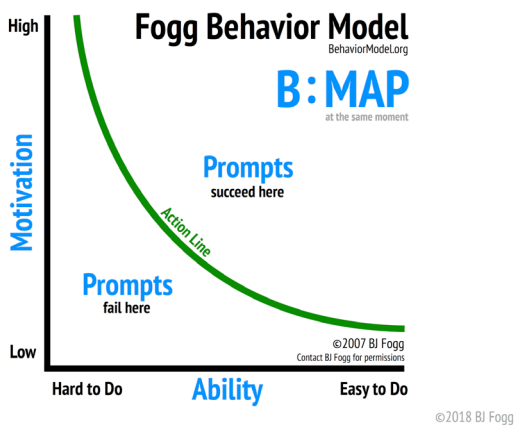 High
Fogg Behavior Model
BehaviorModel.org
B:MAP
at the same moment
Motivation
Prompts
succeed here
Action Line
Prompts
fail here
©2007 BJ Fogg
Contact BJ Fogg for permissions
Low
Hard to Do
Ability
Easy to Do
©2018 BJ Fogg